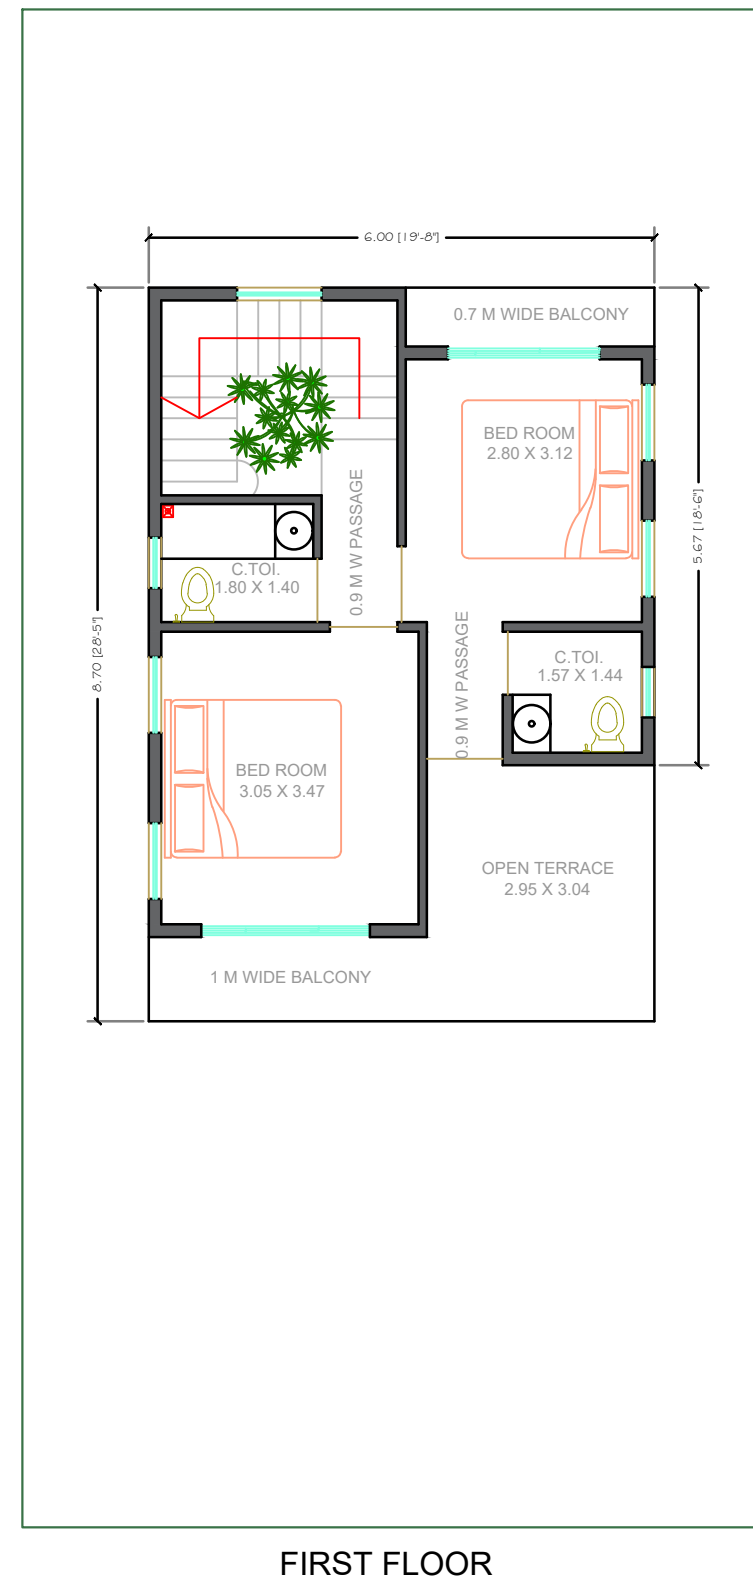 6.00 [19'-8"]
0.7 M WIDE BALCONY
BED ROOM
2.80 X 3.12
0.9 M W PASSAGE
5.67 [18'-6"]
C.TOI.
1.80 X 1.40
8.70 [28'-5"]
0.9 M W PASSAGE
C.TOI.
1.57 X 1.44
BED ROOM
3.05 X 3.47
OPEN TERRACE
2.95 X 3.04
1 M WIDE BALCONY
FIRST FLOOR